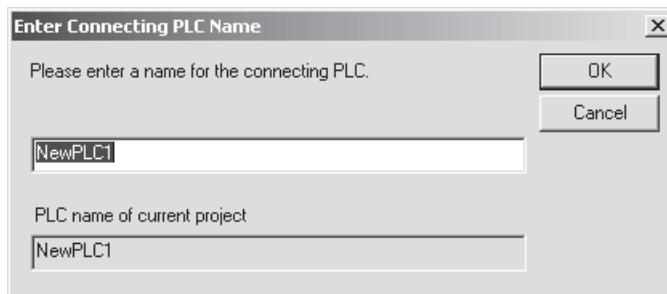 Enter Connecting PLC Name
Please enter a name for the connecting PLC.
OK
Cancel
NewPLC1
PLC name of current project
NewPLC1